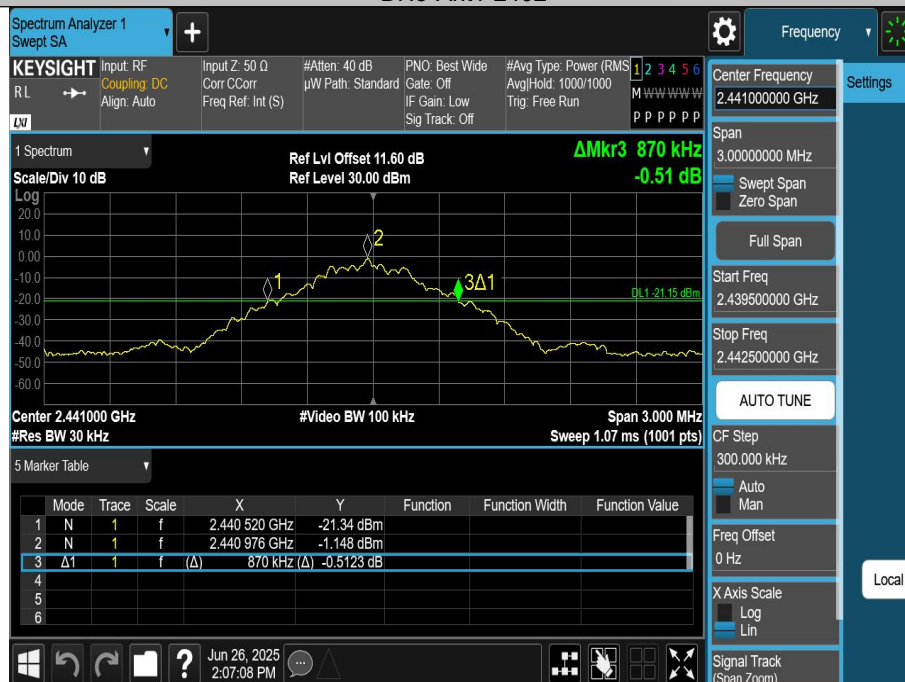 Spectrum Analyzer 1
Swept SA
+
Frequency
KEYSIGHT
RL
LXI
Input: RF
Coupling: DC
Align: Auto
Input Z: 50 Ω
Corr CCorr
Freq Ref: Int (S)
#Atten: 40 dB
µW Path: Standard
PNO: Best Wide
Gate: Off
IF Gain: Low
Sig Track: Off
#Avg Type: Power (RMS
Avg|Hold: 1000/1000
Trig: Free Run
1 2 3 4 5 6
M W W W W W
P P P P P P
1 Spectrum
Scale/Div 10 dB
Ref Lvl Offset 11.60 dB
Ref Level 30.00 dBm
ΔMkr3 870 kHz
-0.51 dB
Log
20.0
10.0
0.00
-10.0
-20.0
-30.0
-40.0
-50.0
-60.0
1
2
3Δ1
DL1 -21.15 dBm
Center 2.441000 GHz
#Res BW 30 kHz
#Video BW 100 kHz
Span 3.000 MHz
Sweep 1.07 ms (1001 pts)
5 Marker Table
Mode Trace Scale X Y Function Function Width Function Value
1 N 1 f 2.440 520 GHz -21.34 dBm
2 N 1 f 2.440 976 GHz -1.148 dBm
3 Δ1 1 f (Δ) 870 kHz (Δ) -0.5123 dB
4
5
6
?
Jun 26, 2025
2:07:08 PM
Center Frequency
2.441000000 GHz
Settings
Span
3.00000000 MHz
Swept Span
Zero Span
Full Span
Start Freq
2.439500000 GHz
Stop Freq
2.442500000 GHz
AUTO TUNE
CF Step
300.000 kHz
Auto
Man
Freq Offset
0 Hz
Local
X Axis Scale
Log
Lin
Signal Track
(Span Zoom)